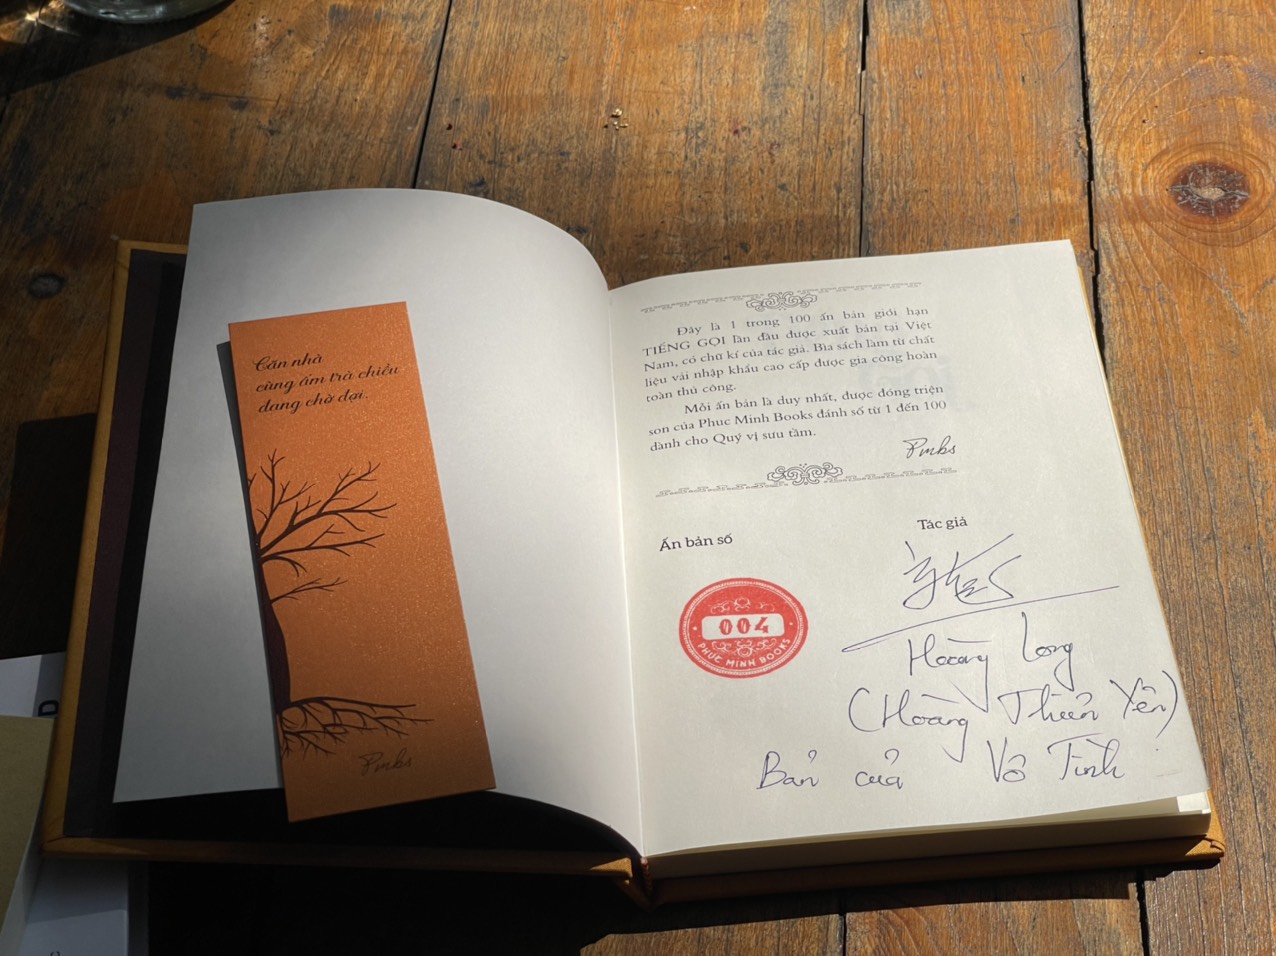 Căn nhà
cùng ấm trà chiều
đang chờ đợi.
Pmbs
Đây là 1 trong 100 ấn bản giới hạn
TIẾNG GỌI lần đầu được xuất bản tại Việt
Nam, có chữ kí của tác giả. Bìa sách làm từ chất
liệu vải nhập khẩu cao cấp được gia công hoàn
toàn thủ công.
Mỗi ấn bản là duy nhất, được đóng triện
son của Phuc Minh Books đánh số từ 1 đến 100
dành cho Quý vị sưu tầm.
Pmbs
Ấn bản số
Tác giả
004
PHUC MINH BOOKS
Hoàng Long
(Hoàng Thiên Yên)
Bản của Vô Tình